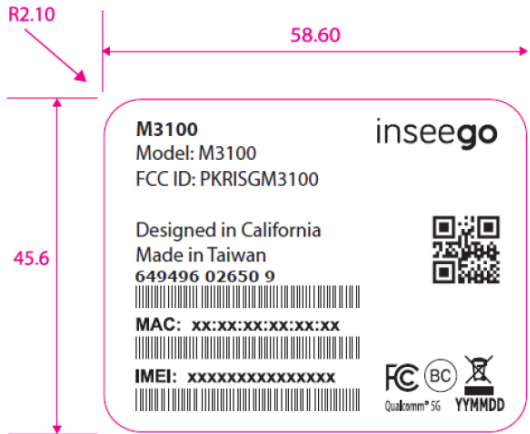 R2.10
58.60
45.6
M3100
inseego
Model: M3100
FCC ID: PKRISGM3100
Designed in California
Made in Taiwan
649496 02650 9
MAC: xx:xx:xx:xx:xx:xx
IMEI: xxxxxxxxxxxxxxx
FC BC
Qualcomm® 5G YYMMDD